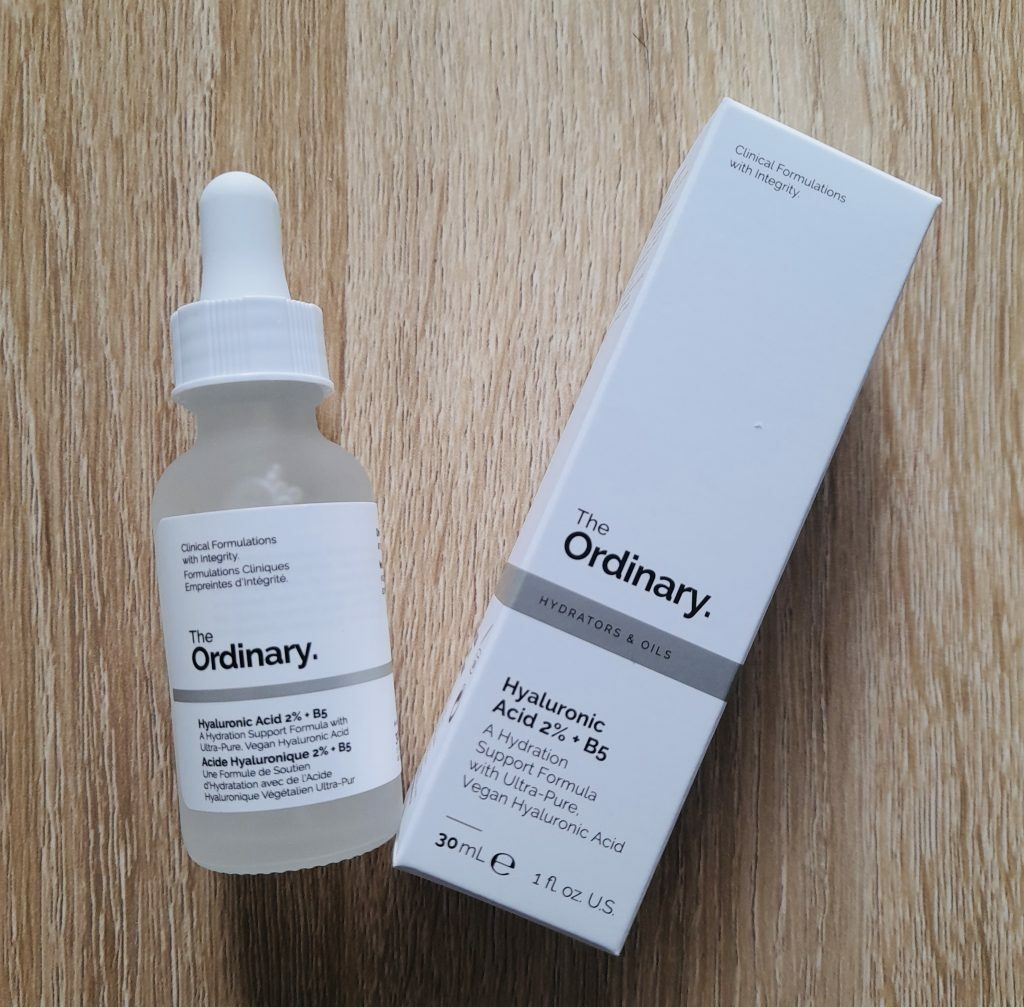 Clinical Formulations
with Integrity.
Formulations Cliniques
Empreintes d'Intégrité.
The
Ordinary.
Hyaluronic Acid 2% + B5
A Hydration Support Formula with
Ultra-Pure, Vegan Hyaluronic Acid
Acide Hyaluronique 2% + B5
Une Formule de Soutien
d'Hydratation avec de l'Acide
Hyaluronique Végétalien Ultra-Pur
Clinical Formulations
with Integrity.
The
Ordinary.
HYDRATORS & OILS
Hyaluronic
Acid 2% + B5
A Hydration
Support Formula
with Ultra-Pure,
Vegan Hyaluronic Acid
30 mL ℮ 1 fl. oz. U.S.